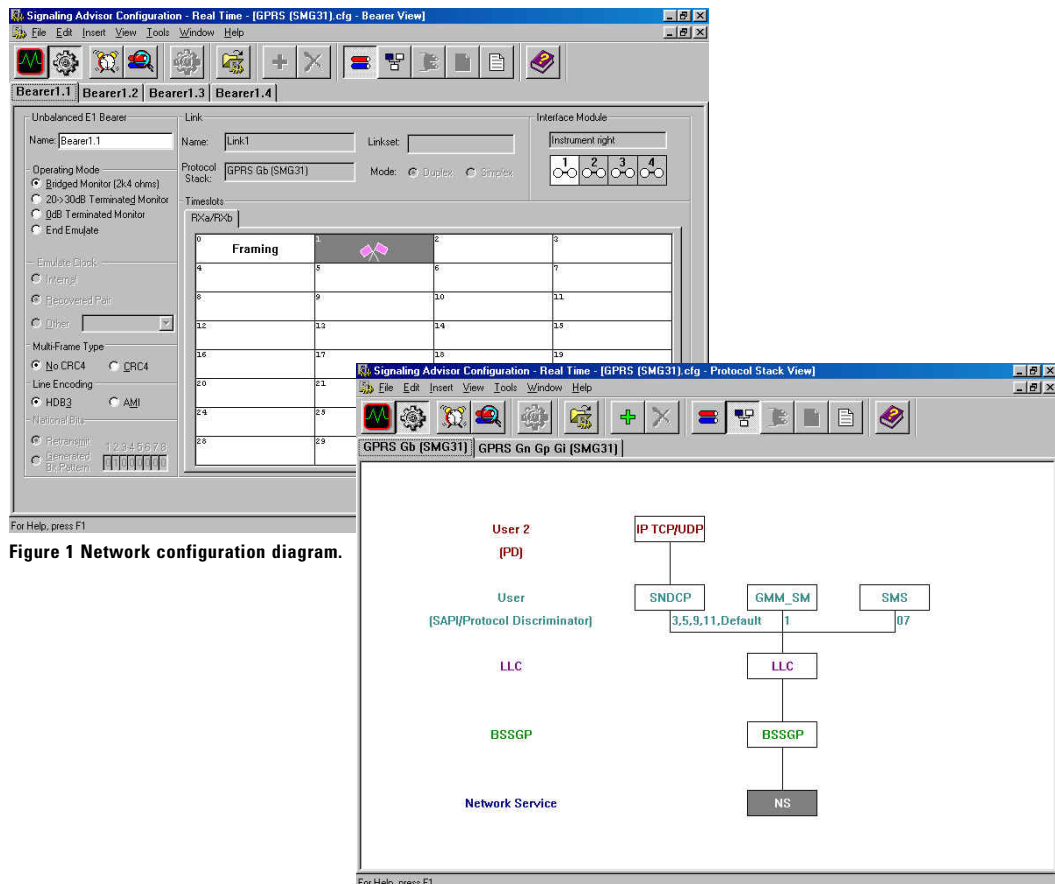 Signaling Advisor Configuration - Real Time - [GPRS (SMG31).cfg - Bearer View]
File Edit Insert View Tools Window Help
Bearer1.1 Bearer1.2 Bearer1.3 Bearer1.4
Unbalanced E1 Bearer
Name: Bearer1.1
Operating Mode
Bridged Monitor (2k4 ohms)
20->30dB Terminated Monitor
0dB Terminated Monitor
End Emulate
Emulate Clock
Internal
Recovered Pair
Other
Multi-Frame Type
No CRC4 CRC4
Line Encoding
HDB3 AMI
National Bits
Retransmit
1 2 3 4 5 6 7 8
Generated Bit Pattern
Link
Name: Link1
Linkset:
Protocol Stack: GPRS Gb (SMG31)
Mode: Duplex Simplex
Interface Module
Instrument right
1 2 3 4
Timeslots
RXa/RXb
0 Framing 1 2 3
4 5 6 7
8 9 10 11
12 13 14 15
16 17 18 19
20 21
24 25
28 29
For Help, press F1
Figure 1 Network configuration diagram.
Signaling Advisor Configuration - Real Time - [GPRS (SMG31).cfg - Protocol Stack View]
File Edit Insert View Tools Window Help
GPRS Gb (SMG31) GPRS Gn Gp Gi (SMG31)
User 2 IP TCP/UDP
(PD)
User SNDCP GMM_SM SMS
(SAPI/Protocol Discriminator) 3,5,9,11,Default 1 07
LLC LLC
BSSGP BSSGP
Network Service NS
For Help, press F1